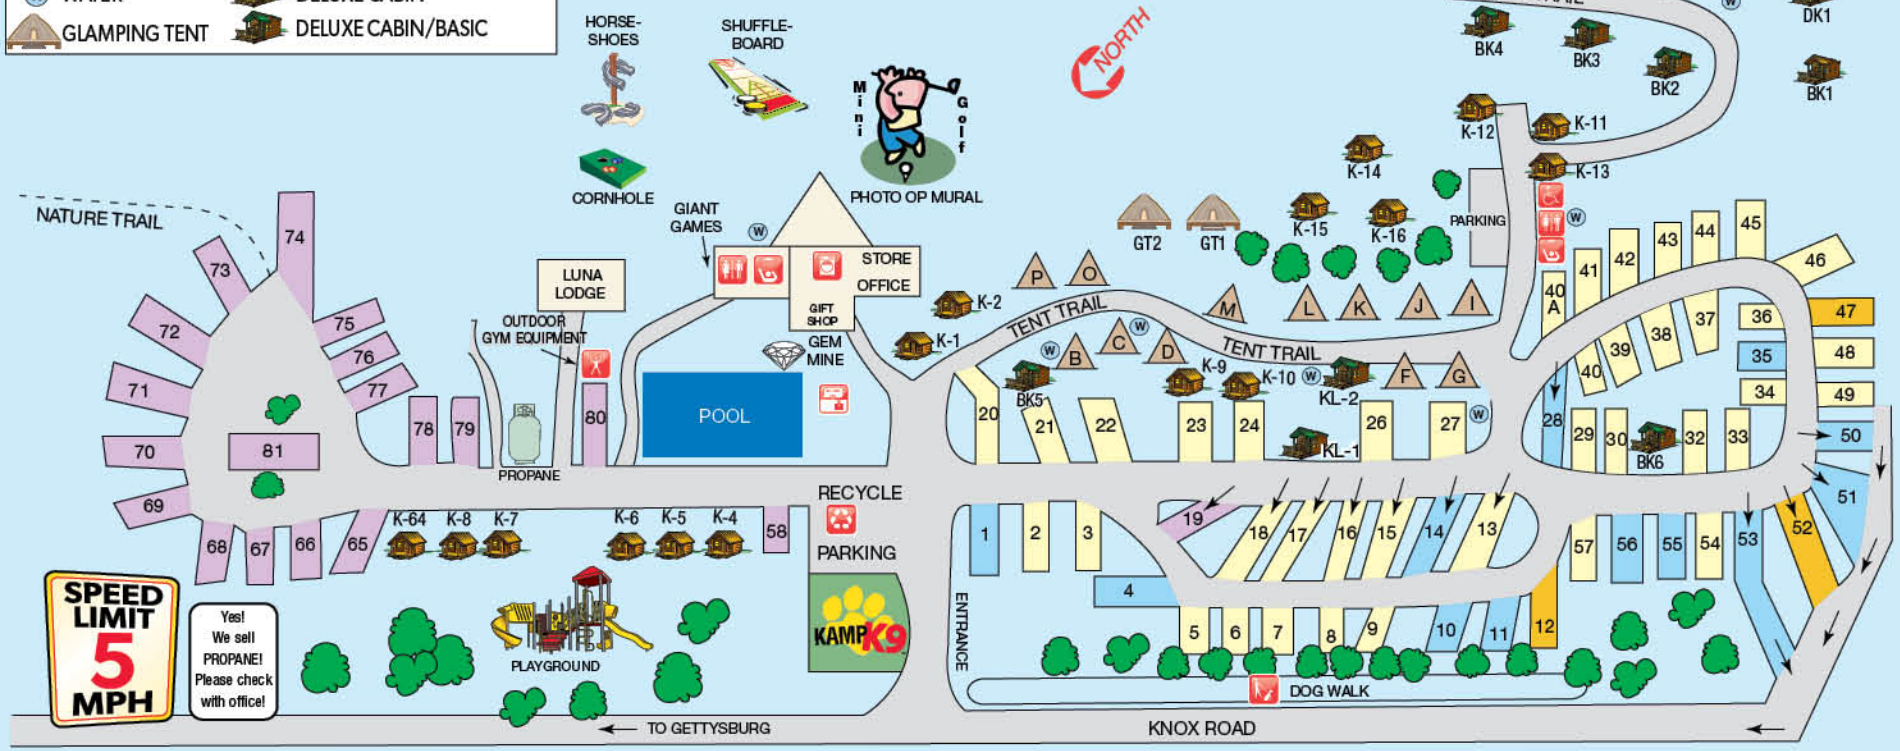 WATER
DELUXE CABIN
GLAMPING TENT
DELUXE CABIN/BASIC
HORSE-
SHOES
SHUFFLE-
BOARD
Mini
Golf
PHOTO OP MURAL
CORNHOLE
NORTH
TRAIL
W
DK1
BK4
BK3
BK2
BK1
K-12
K-11
K-13
K-14
K-15
K-16
PARKING
W
GT2
GT1
NATURE TRAIL
GIANT
GAMES
W
STORE
OFFICE
GIFT
SHOP
GEM
MINE
LUNA
LODGE
OUTDOOR
GYM EQUIPMENT
POOL
PROPANE
K-2
K-1
TENT TRAIL
TENT TRAIL
P
O
M
L
K
J
I
W
B
C
W
D
F
G
W
W
K-9
K-10
KL-2
BK5
KL-1
BK6
74
73
72
71
70
69
68
67
66
65
75
76
77
78
79
80
81
58
K-64
K-8
K-7
K-6
K-5
K-4
20
21
22
23
24
26
27
28
29
30
32
33
40
A
41
42
43
44
45
46
47
48
49
50
51
52
53
54
55
56
57
34
35
36
37
38
39
40
1
2
3
4
5
6
7
8
9
10
11
12
13
14
15
16
17
18
19
RECYCLE
PARKING
KAMPK9
ENTRANCE
PLAYGROUND
SPEED
LIMIT
5
MPH
Yes!
We sell
PROPANE!
Please check
with office!
DOG WALK
TO GETTYSBURG
KNOX ROAD